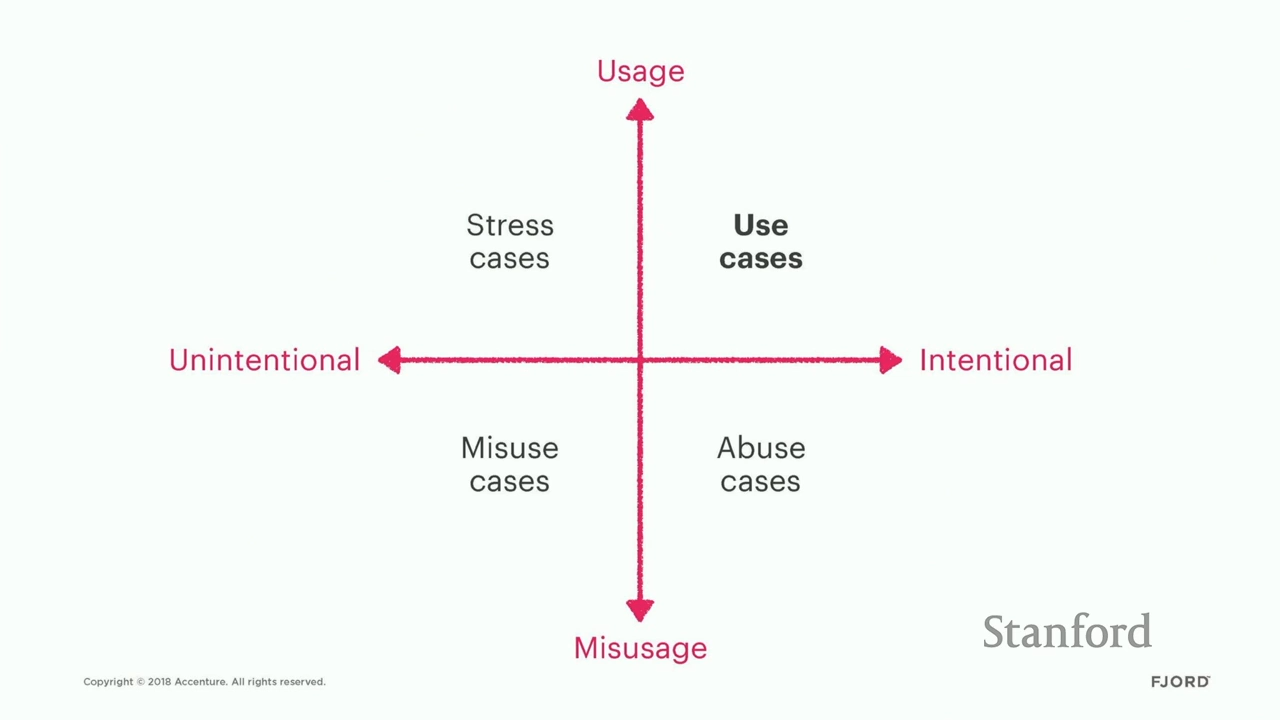 Usage
Stress
cases
Use
cases
Unintentional
Intentional
Misuse
cases
Abuse
cases
Misusage
Stanford
Copyright © 2018 Accenture. All rights reserved.
FJORD